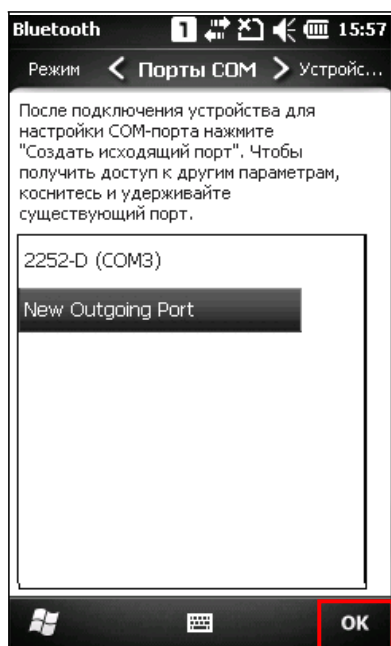 Bluetooth 1 15:57
Режим Порты COM Устройс...
После подключения устройства для
настройки COM-порта нажмите
"Создать исходящий порт". Чтобы
получить доступ к другим параметрам,
коснитесь и удерживайте
существующий порт.
2252-D (COM3)
New Outgoing Port
OK